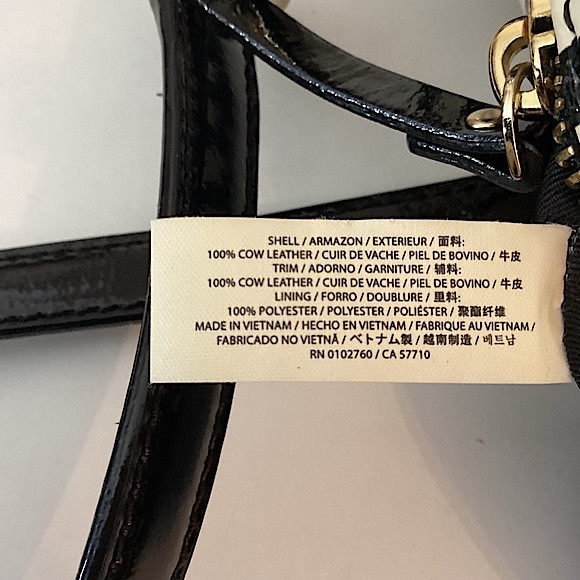 SHELL / ARMAZON / EXTERIEUR / 面料:
100% COW LEATHER / CUIR DE VACHE / PIEL DE BOVINO / 牛皮
TRIM / ADORNO / GARNITURE / 辅料:
100% COW LEATHER / CUIR DE VACHE / PIEL DE BOVINO / 牛皮
LINING / FORRO / DOUBLURE / 里料:
100% POLYESTER / POLYESTER / POLIÉSTER / 聚酯纤维
MADE IN VIETNAM / HECHO EN VIETNAM / FABRIQUE AU VIETNAM /
FABRICADO NO VIETNÃ / ベトナム製 / 越南制造 / 베트남
RN 0102760 / CA 57710